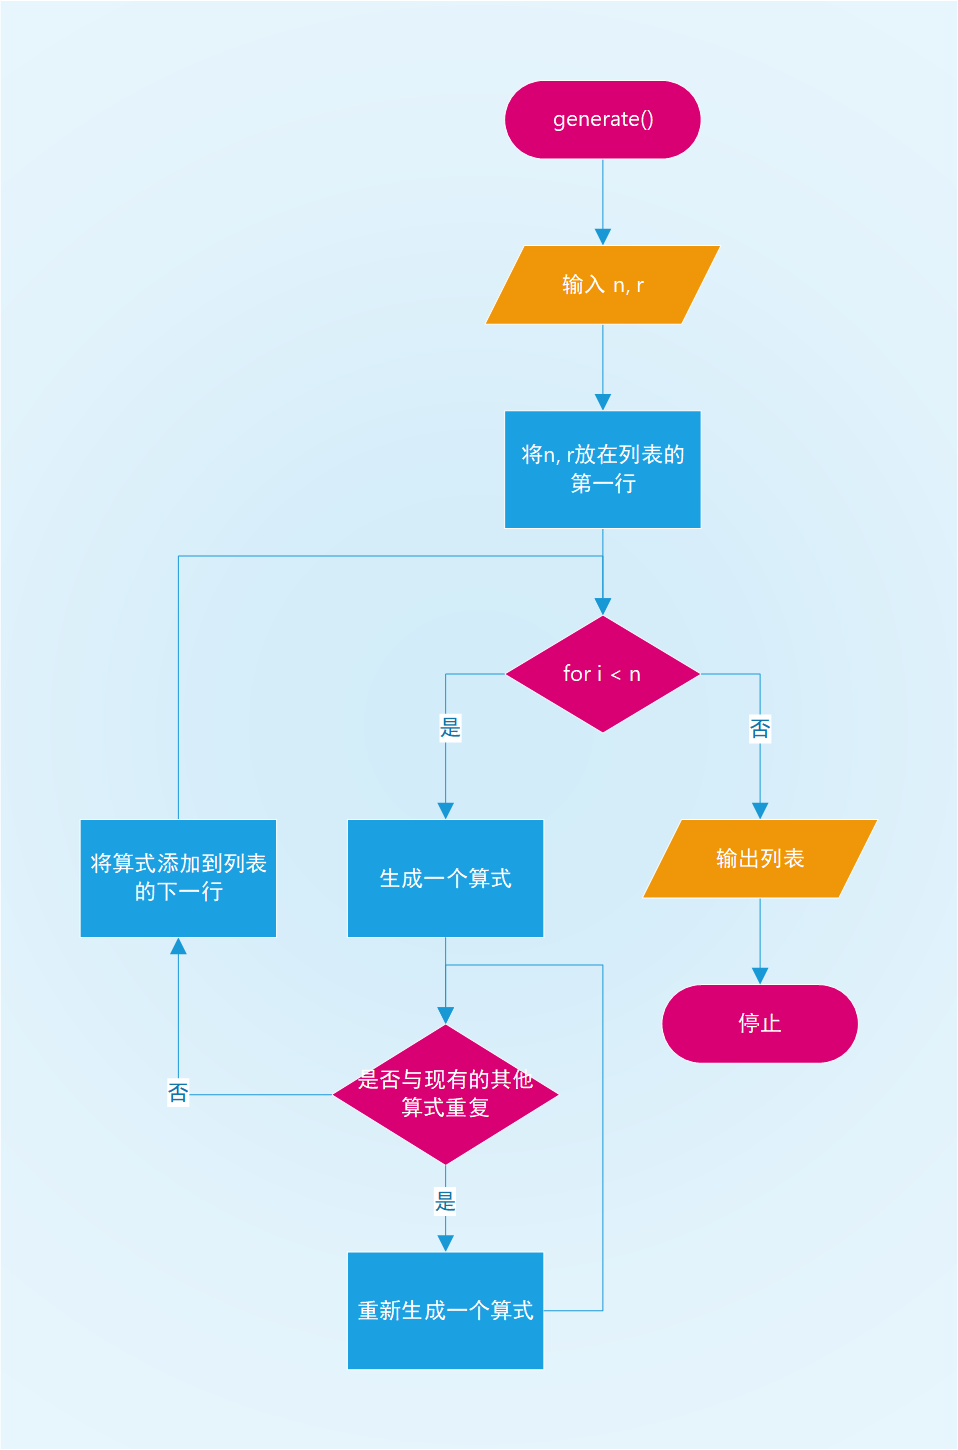 generate()
输入 n, r
将n, r放在列表的
第一行
for i < n
是
否
将算式添加到列表
的下一行
生成一个算式
输出列表
停止
是否与现有的其他
算式重复
否
是
重新生成一个算式